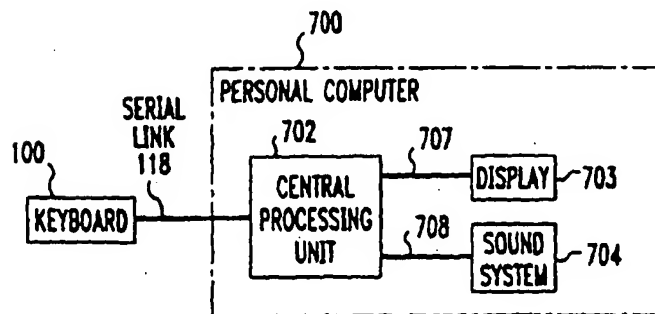 700
PERSONAL COMPUTER
SERIAL
LINK
118
100
KEYBOARD
702
CENTRAL
PROCESSING
UNIT
707
DISPLAY
703
708
SOUND
SYSTEM
704